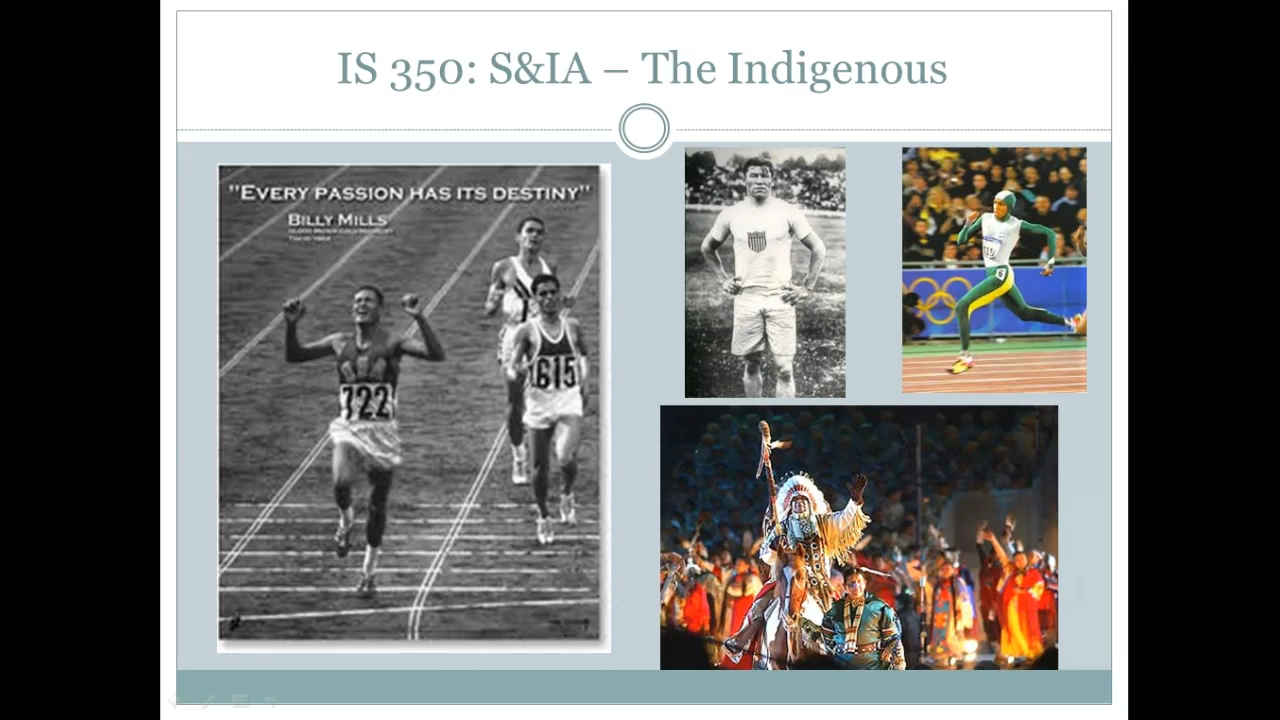 IS 350: S&IA – The Indigenous
"EVERY PASSION HAS ITS DESTINY"
BILLY MILLS
722
615